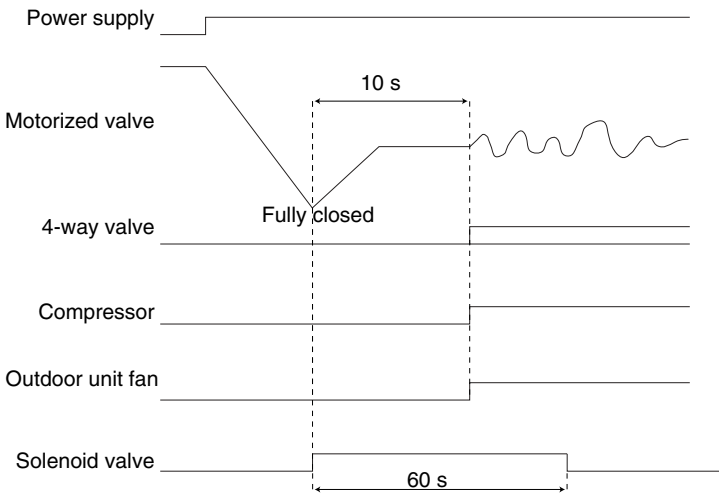 Power supply
10 s
Motorized valve
Fully closed
4-way valve
Compressor
Outdoor unit fan
Solenoid valve
60 s